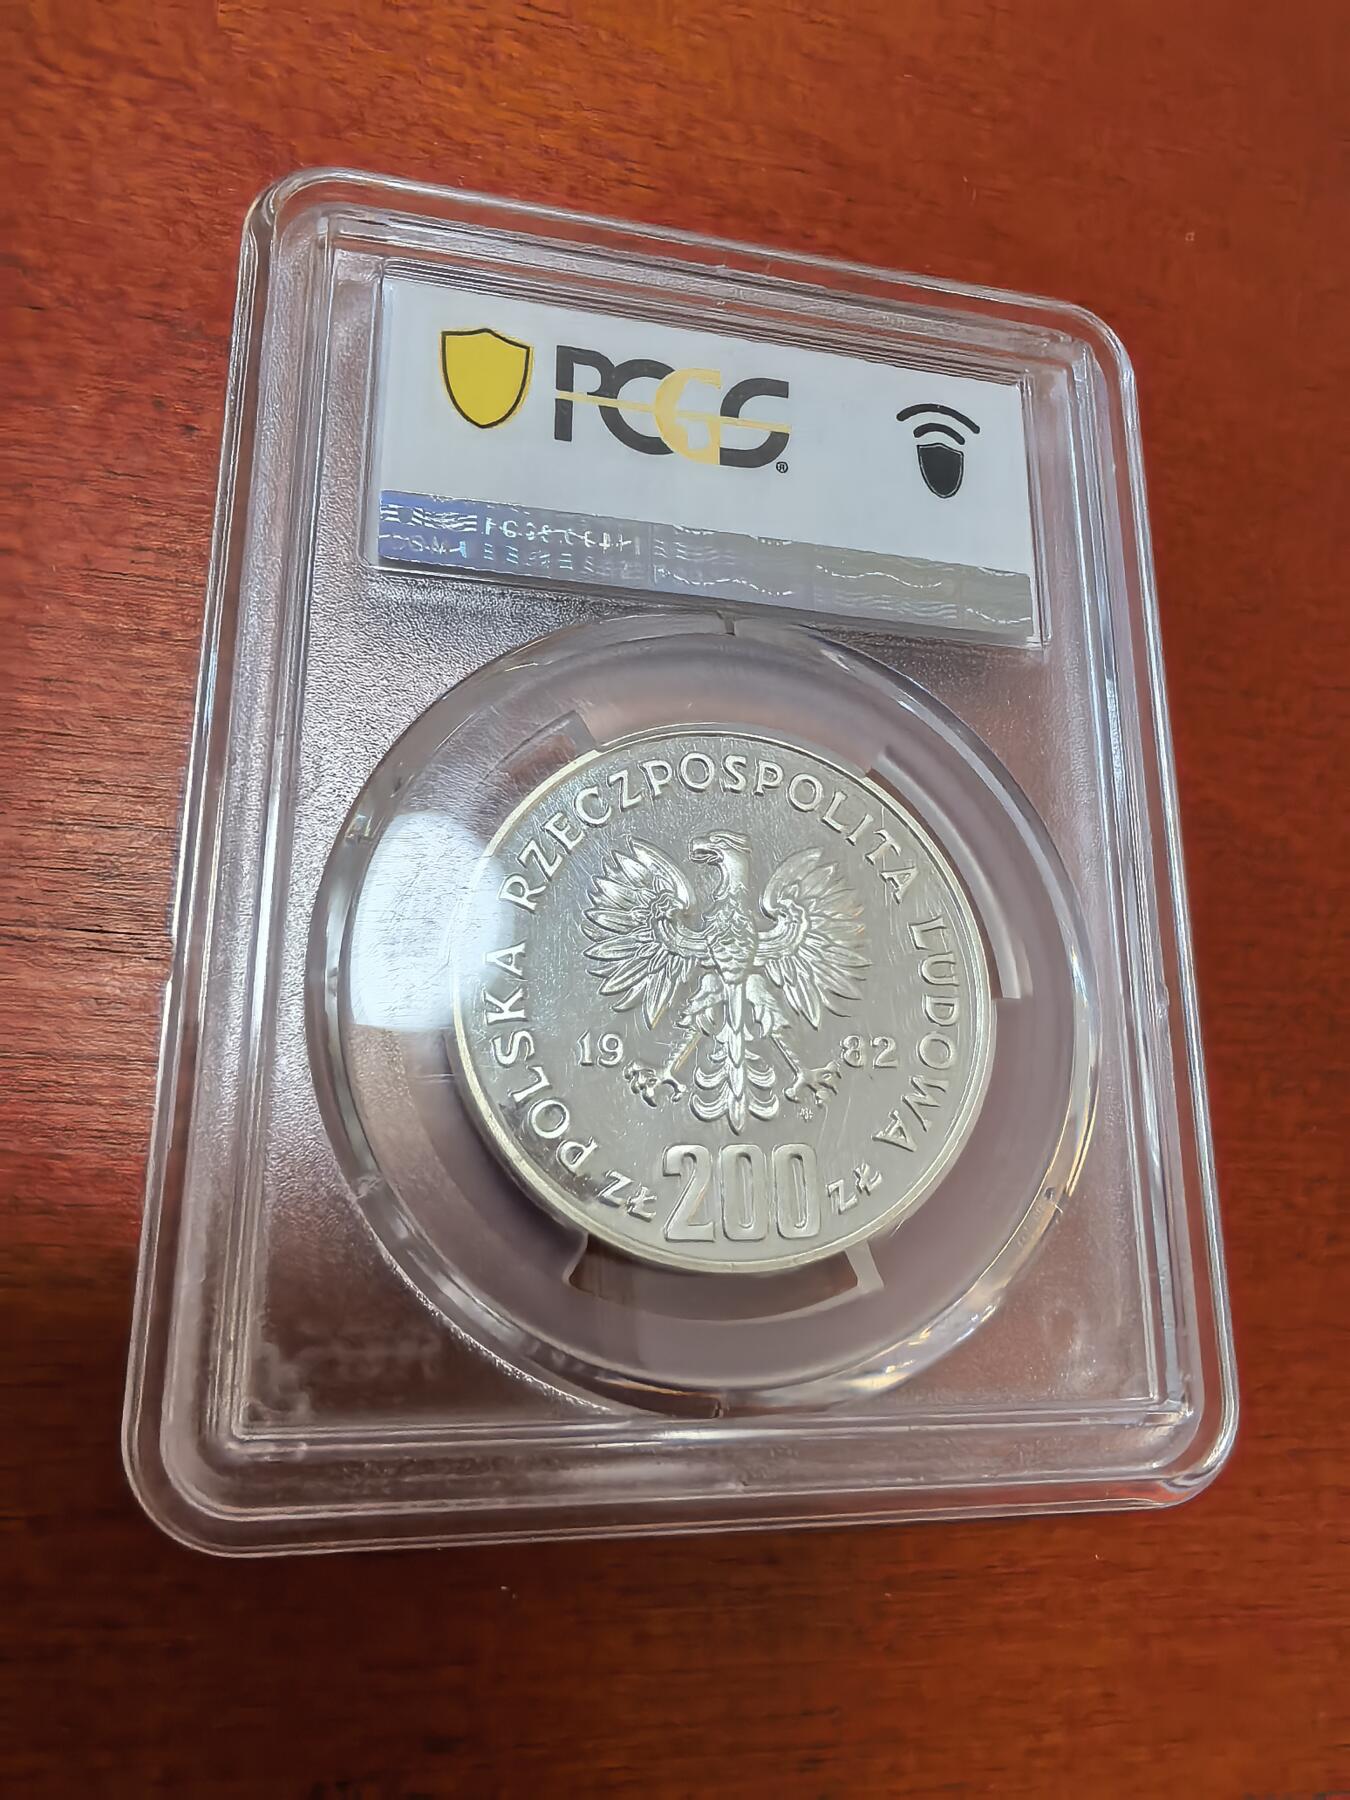 PCGS®
POLSKA RZECZPOSPOLITA LUDOWA
19 82
ZŁ 200 ZŁ